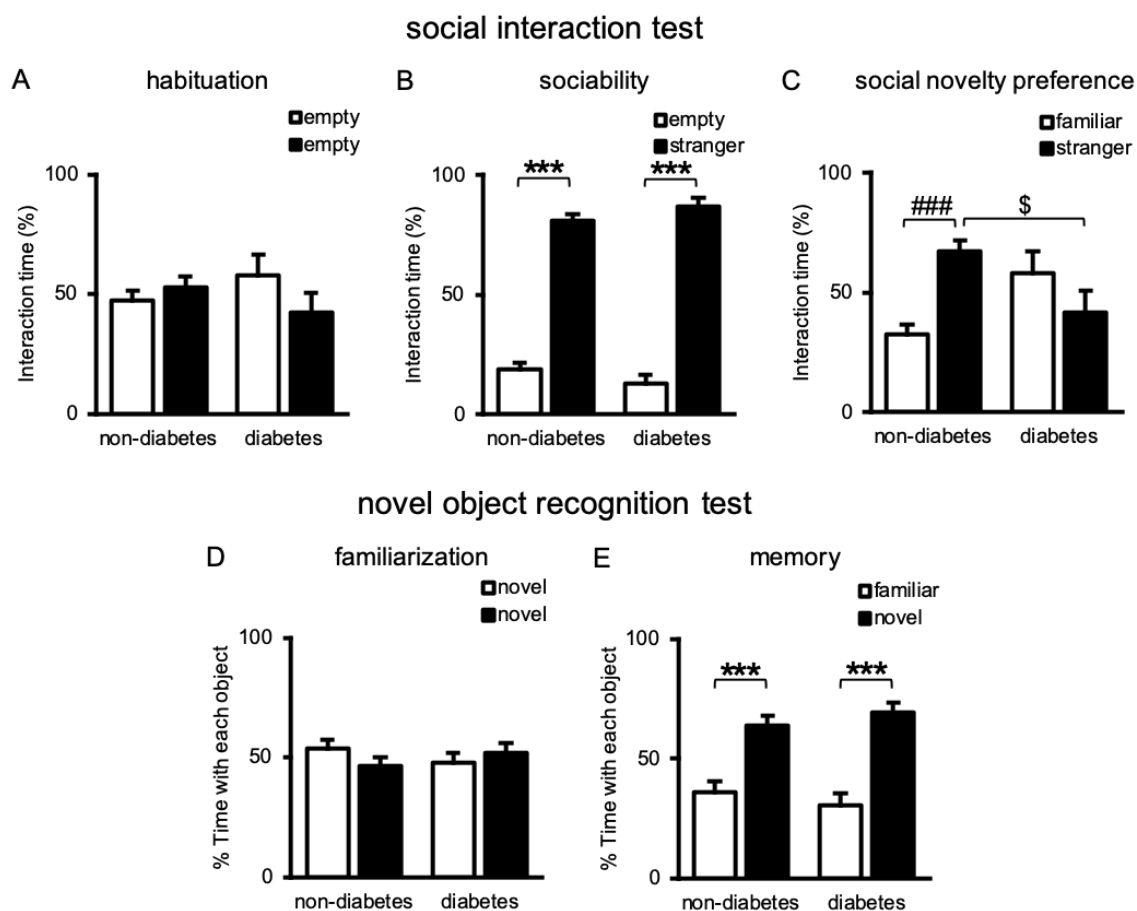 social interaction test
A habituation
empty
empty
100
50
0
Interaction time (%)
non-diabetes diabetes
B sociability
empty
stranger
*** ***
100
50
0
Interaction time (%)
non-diabetes diabetes
C social novelty preference
familiar
stranger
### $
100
50
0
Interaction time (%)
non-diabetes diabetes
novel object recognition test
D familiarization
novel
novel
100
50
0
% Time with each object
non-diabetes diabetes
E memory
familiar
novel
*** ***
100
50
0
% Time with each object
non-diabetes diabetes